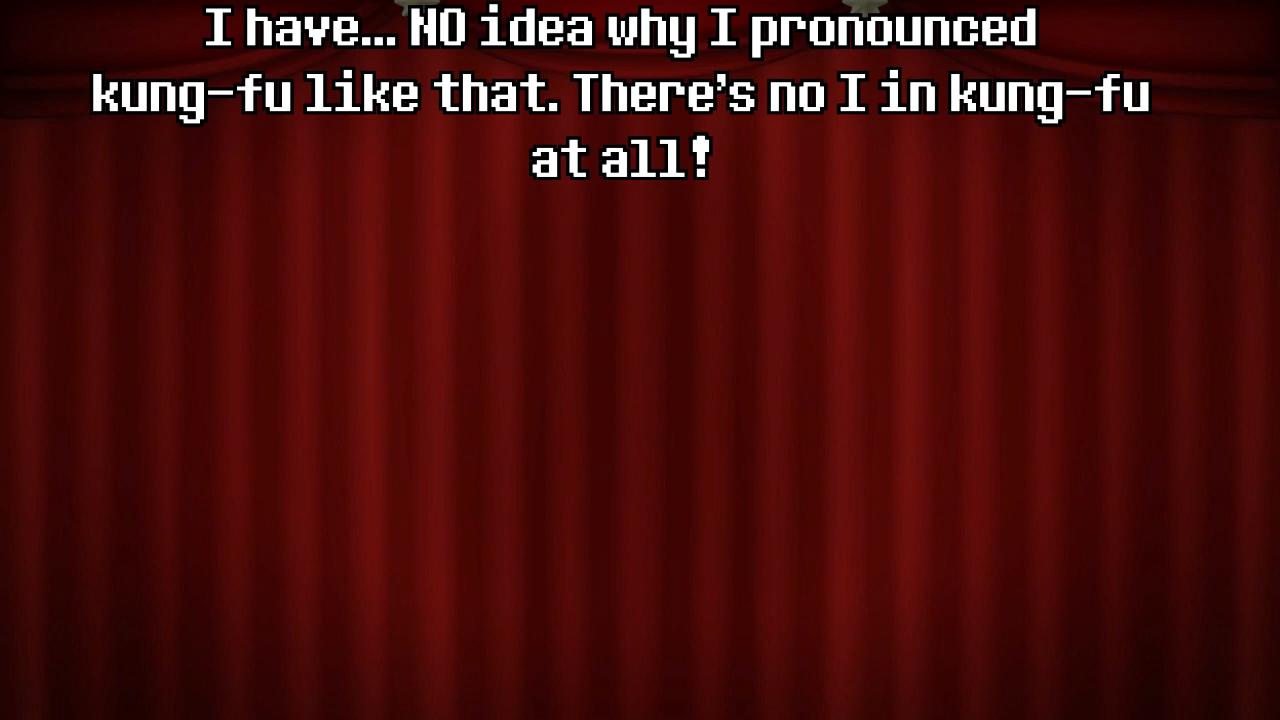 I have... NO idea why I pronounced
kung-fu like that. There's no I in kung-fu
at all!